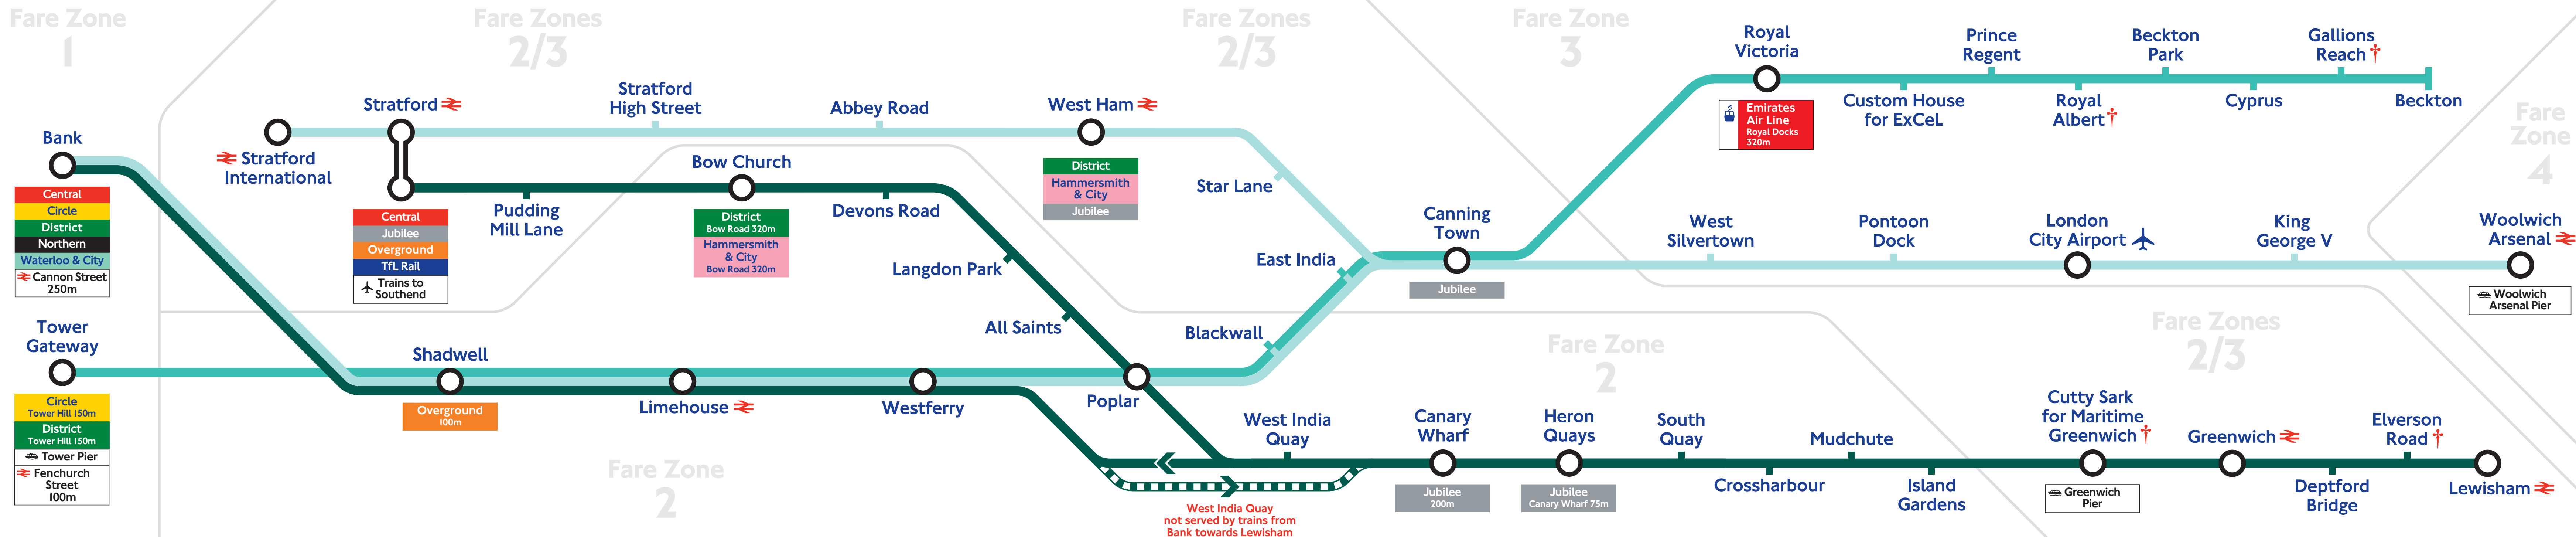 Fare Zone
1
Fare Zones
2/3
Fare Zones
2/3
Fare Zone
3
Fare
Zone
4
Fare Zone
2
Fare Zone
2
Fare Zones
2/3
Bank
Central
Circle
District
Northern
Waterloo & City
Cannon Street
250m
Tower
Gateway
Circle
Tower Hill 150m
District
Tower Hill 150m
Tower Pier
Fenchurch
Street
100m
Stratford
International
Stratford
Central
Jubilee
Overground
TfL Rail
Trains to
Southend
Stratford
High Street
Abbey Road
West Ham
District
Hammersmith
& City
Jubilee
Star Lane
Pudding
Mill Lane
Bow Church
District
Bow Road 320m
Hammersmith
& City
Bow Road 320m
Devons Road
Langdon Park
All Saints
Poplar
Shadwell
Overground
100m
Limehouse
Westferry
Blackwall
East India
Canning
Town
Jubilee
Royal
Victoria
Emirates
Air Line
Royal Docks
320m
Custom House
for ExCeL
Prince
Regent
Royal
Albert†
Beckton
Park
Cyprus
Gallions
Reach†
Beckton
West
Silvertown
Pontoon
Dock
London
City Airport
King
George V
Woolwich
Arsenal
Woolwich
Arsenal Pier
West India
Quay
West India Quay
not served by trains from
Bank towards Lewisham
Canary
Wharf
Jubilee
200m
Heron
Quays
Jubilee
Canary Wharf 75m
South
Quay
Crossharbour
Mudchute
Island
Gardens
Cutty Sark
for Maritime
Greenwich†
Greenwich
Pier
Greenwich
Deptford
Bridge
Elverson
Road†
Lewisham